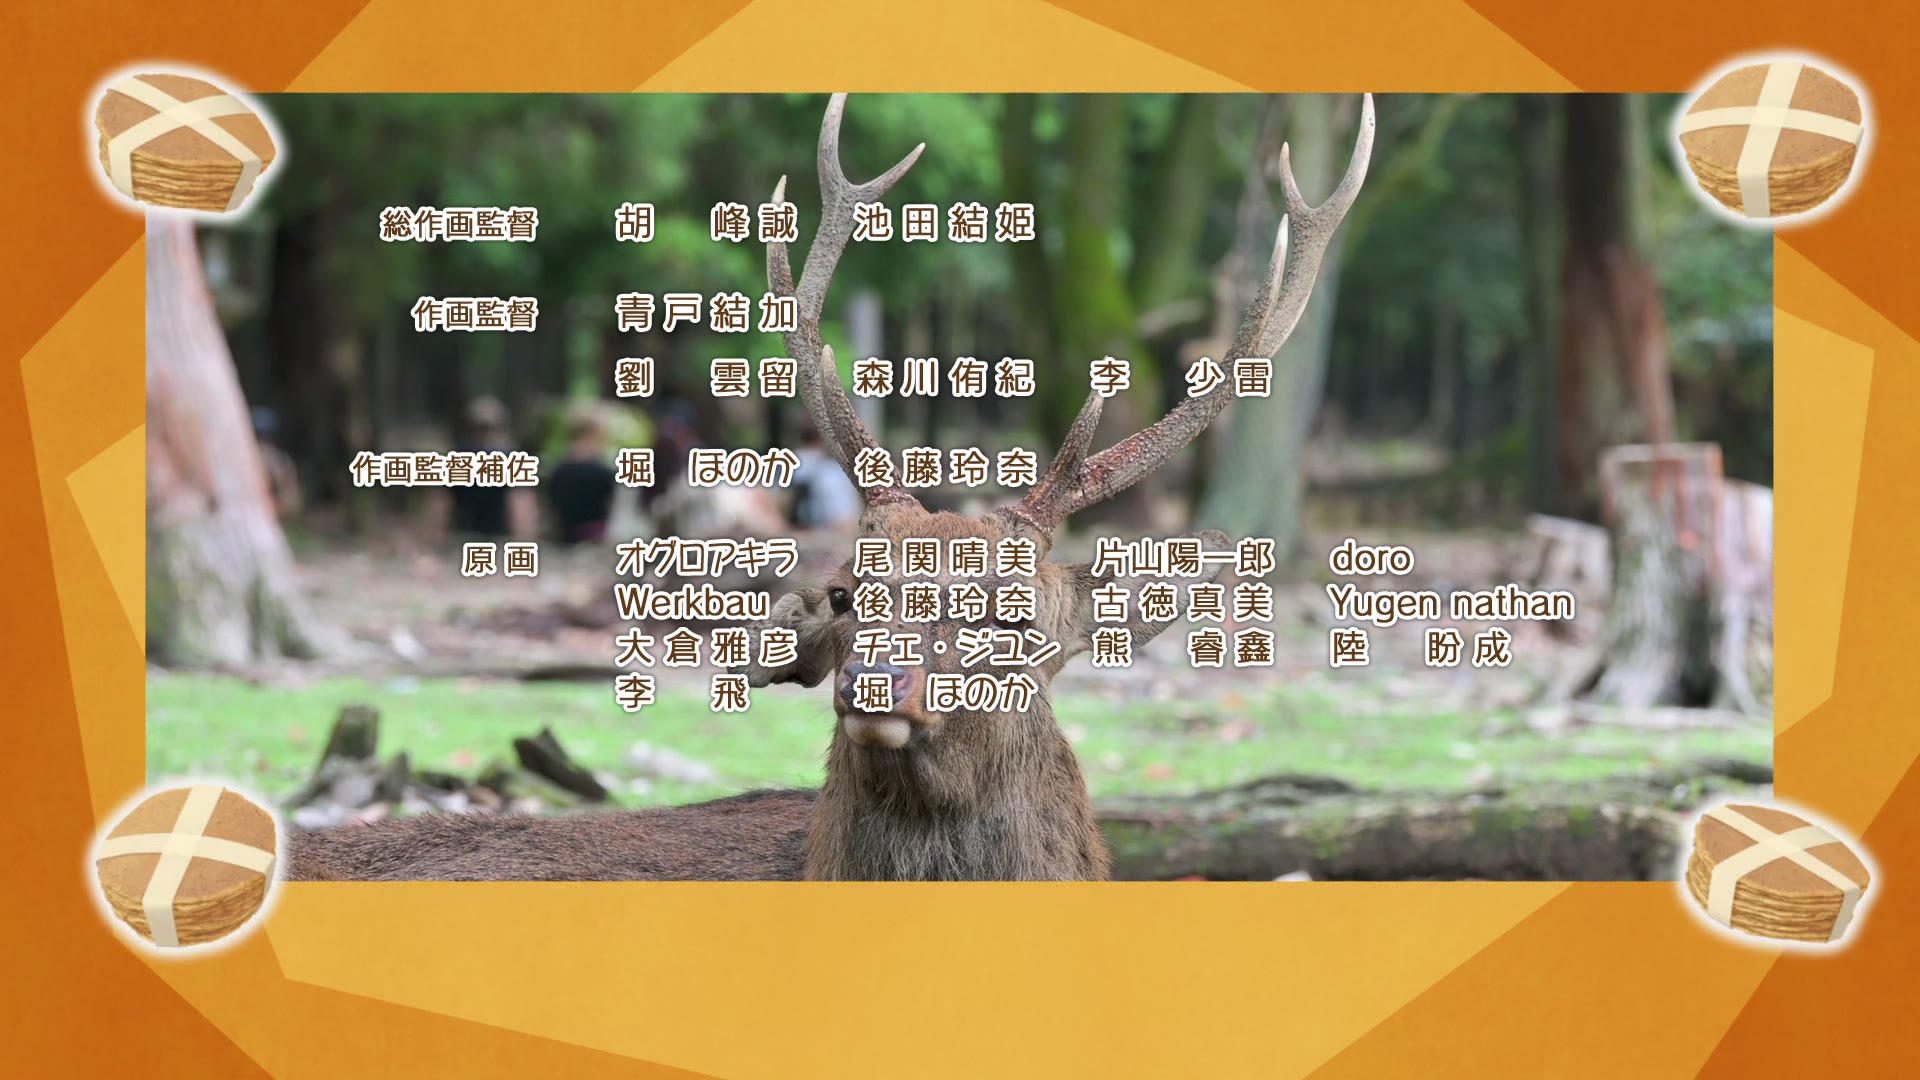 総作画監督 胡 峰誠 池田結姫
作画監督 青戸結加
劉 雲留 森川侑紀 李 少雷
作画監督補佐 堀 ほのか 後藤玲奈
原画 オグロアキラ 尾関晴美 片山陽一郎 doro
Werkbau 後藤玲奈 古徳真美 Yugen nathan
大倉雅彦 チェ・ジユン 熊 睿鑫 陸 盼成
李 飛 堀 ほのか